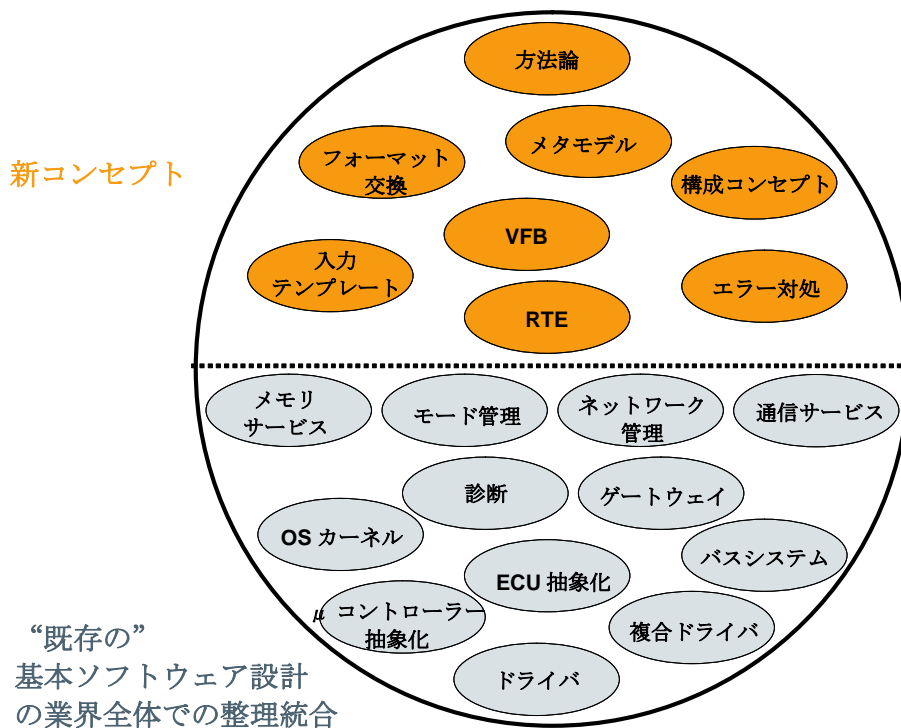 方法論
メタモデル
フォーマット
交換
構成コンセプト
新コンセプト
VFB
入力
テンプレート
エラー対処
RTE
メモリ
サービス
モード管理
ネットワーク
管理
通信サービス
診断
ゲートウェイ
OS カーネル
バスシステム
ECU 抽象化
μ コントローラー
抽象化
複合ドライバ
ドライバ
“既存の”
基本ソフトウェア設計
の業界全体での整理統合